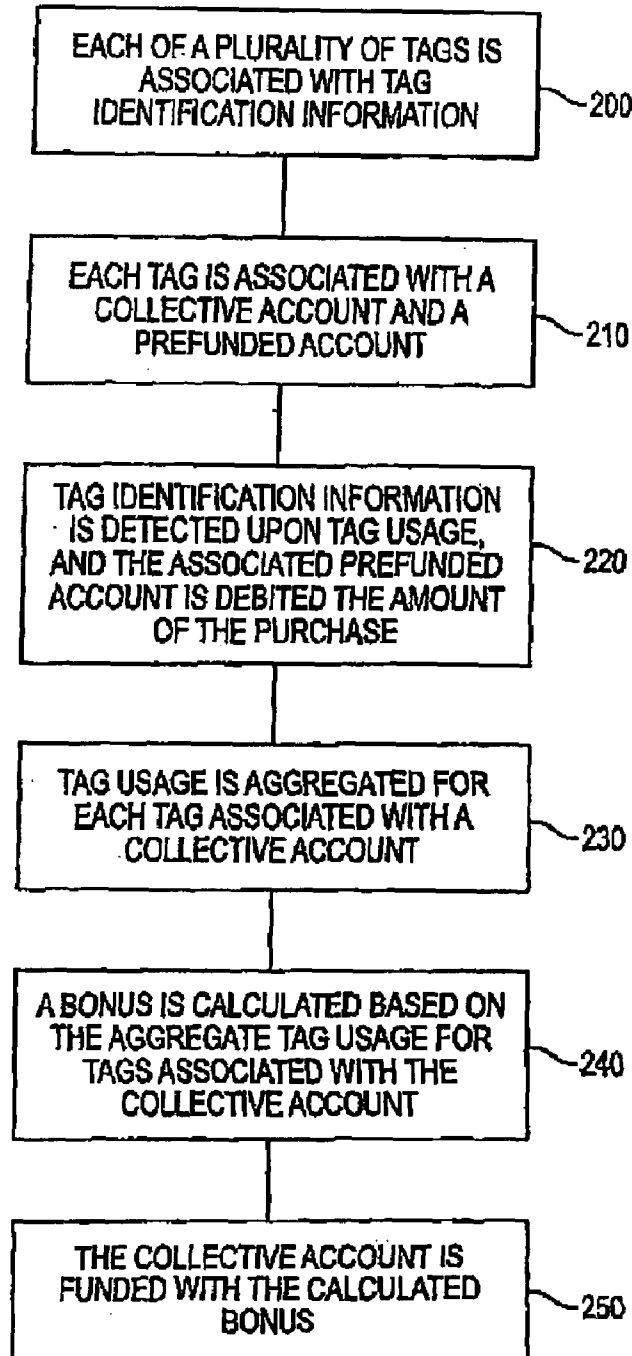 EACH OF A PLURALITY OF TAGS IS
ASSOCIATED WITH TAG
IDENTIFICATION INFORMATION
200
EACH TAG IS ASSOCIATED WITH A
COLLECTIVE ACCOUNT AND A
PREFUNDED ACCOUNT
210
TAG IDENTIFICATION INFORMATION
IS DETECTED UPON TAG USAGE,
AND THE ASSOCIATED PREFUNDED
ACCOUNT IS DEBITED THE AMOUNT
OF THE PURCHASE
220
TAG USAGE IS AGGREGATED FOR
EACH TAG ASSOCIATED WITH A
COLLECTIVE ACCOUNT
230
A BONUS IS CALCULATED BASED ON
THE AGGREGATE TAG USAGE FOR
TAGS ASSOCIATED WITH THE
COLLECTIVE ACCOUNT
240
THE COLLECTIVE ACCOUNT IS
FUNDED WITH THE CALCULATED
BONUS
250